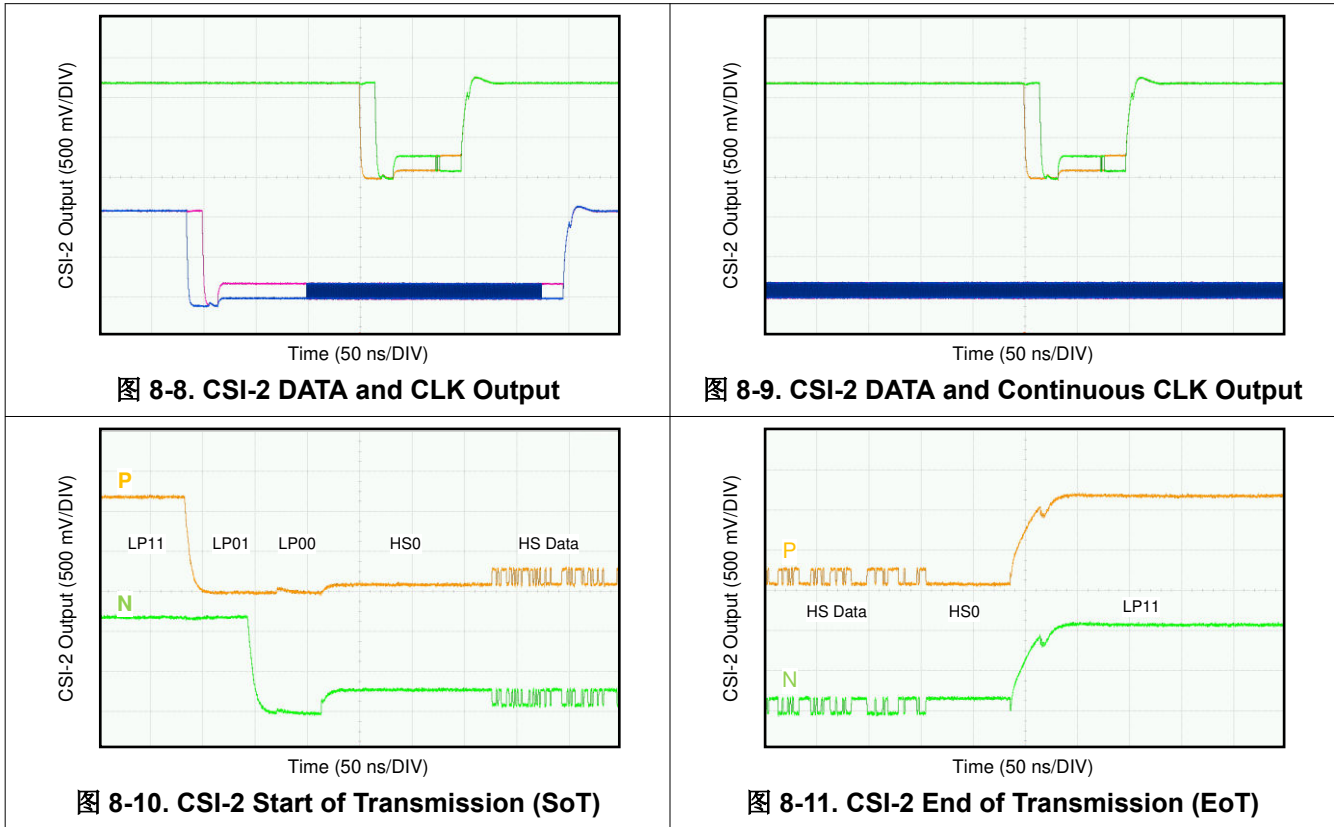 CSI-2 Output (500 mV/DIV)
Time (50 ns/DIV)
图 8-8. CSI-2 DATA and CLK Output
CSI-2 Output (500 mV/DIV)
Time (50 ns/DIV)
图 8-9. CSI-2 DATA and Continuous CLK Output
CSI-2 Output (500 mV/DIV)
P
LP11 LP01 LP00 HS0 HS Data
N
Time (50 ns/DIV)
图 8-10. CSI-2 Start of Transmission (SoT)
CSI-2 Output (500 mV/DIV)
P
HS Data HS0 LP11
N
Time (50 ns/DIV)
图 8-11. CSI-2 End of Transmission (EoT)